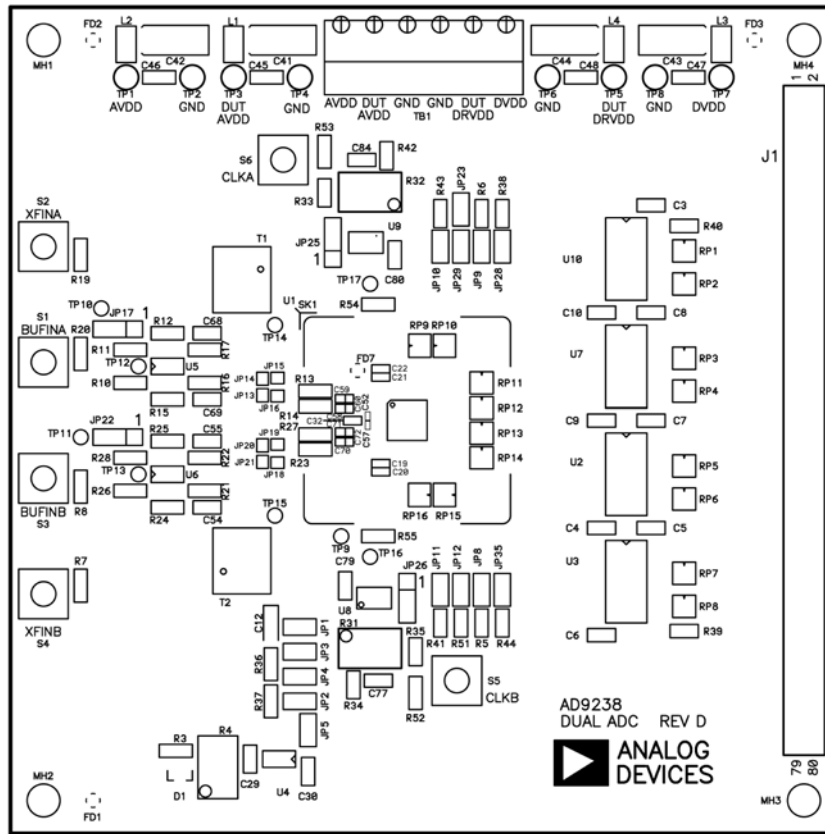 FD2 L2 L1 L4 L3 FD3
MH1 C46 C42 C45 C41 C44 C48 C43 C47 MH4
TP1 TP2 TP3 TP4 TP6 TP5 TP8 TP7
AVDD GND DUT AVDD GND GND DUT DRVDD GND DVDD
AVDD DUT AVDD GND GND DUT DRVDD DVDD
TB1
1 2
J1
R53 C84 R42
S6
CLKA
R33 R32
U9
R43 JP23 R6 R38
C3
R40
S2
XFINA
R19
T1
JP25
1
C80
TP17
JP10 JP29 JP9 JP28
U10
RP1
RP2
R54
U1 SK1
C10 C8
TP10 JP17 1
S1
BUFINA
R20
R12 C68
TP14
R11 R17
TP12 U5
R10 R16
R15 C69
RP9 RP10
FD7
C22
C21
U7
RP3
RP4
JP15
JP14
JP13
JP16
R13
C59
C60
C52
R14
C32
C57
R27
C72
C70
R23
RP11
RP12
RP13
RP14
C9 C7
JP22 1
TP11
R25 C55
JP19
JP20
JP21
JP18
R28 R22
TP13 U6
R26 R21
R24 C54
BUFINB
S3
R8
C19
C20
U2
RP5
RP6
RP16 RP15
TP15
C4 C5
TP9 R55
TP16
U3
R7
T2
C79 JP26
1
U8
JP11 JP12 JP8 JP35
RP7
RP8
XFINB
S4
C12 JP1
R31
R35
R41 R51 R5 R44
C6 R39
R36 JP3
JP4
R37 JP2
JP5
R34 C77
R52
S5
CLKB
AD9238
DUAL ADC REV D
ANALOG
DEVICES
R3 R4
D1
C29 U4 C30
MH2
FD1
79 80
MH3